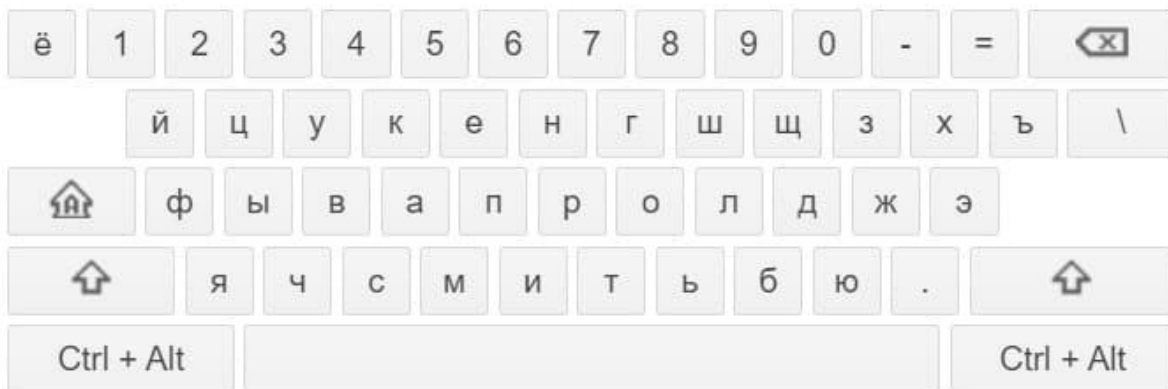 ё 1 2 3 4 5 6 7 8 9 0 - =
й ц у к е н г ш щ з х ъ \
ф ы в а п р о л д ж э
я ч с м и т ь б ю .
Ctrl + Alt Ctrl + Alt